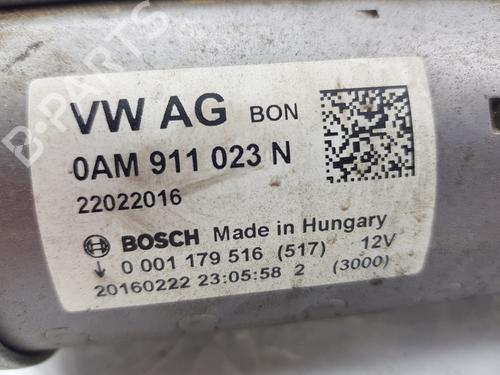 VW AG BON
0AM 911 023 N
22022016
BOSCH Made in Hungary
0 001 179 516 (517) 12V
20160222 23:05:58 2 (3000)